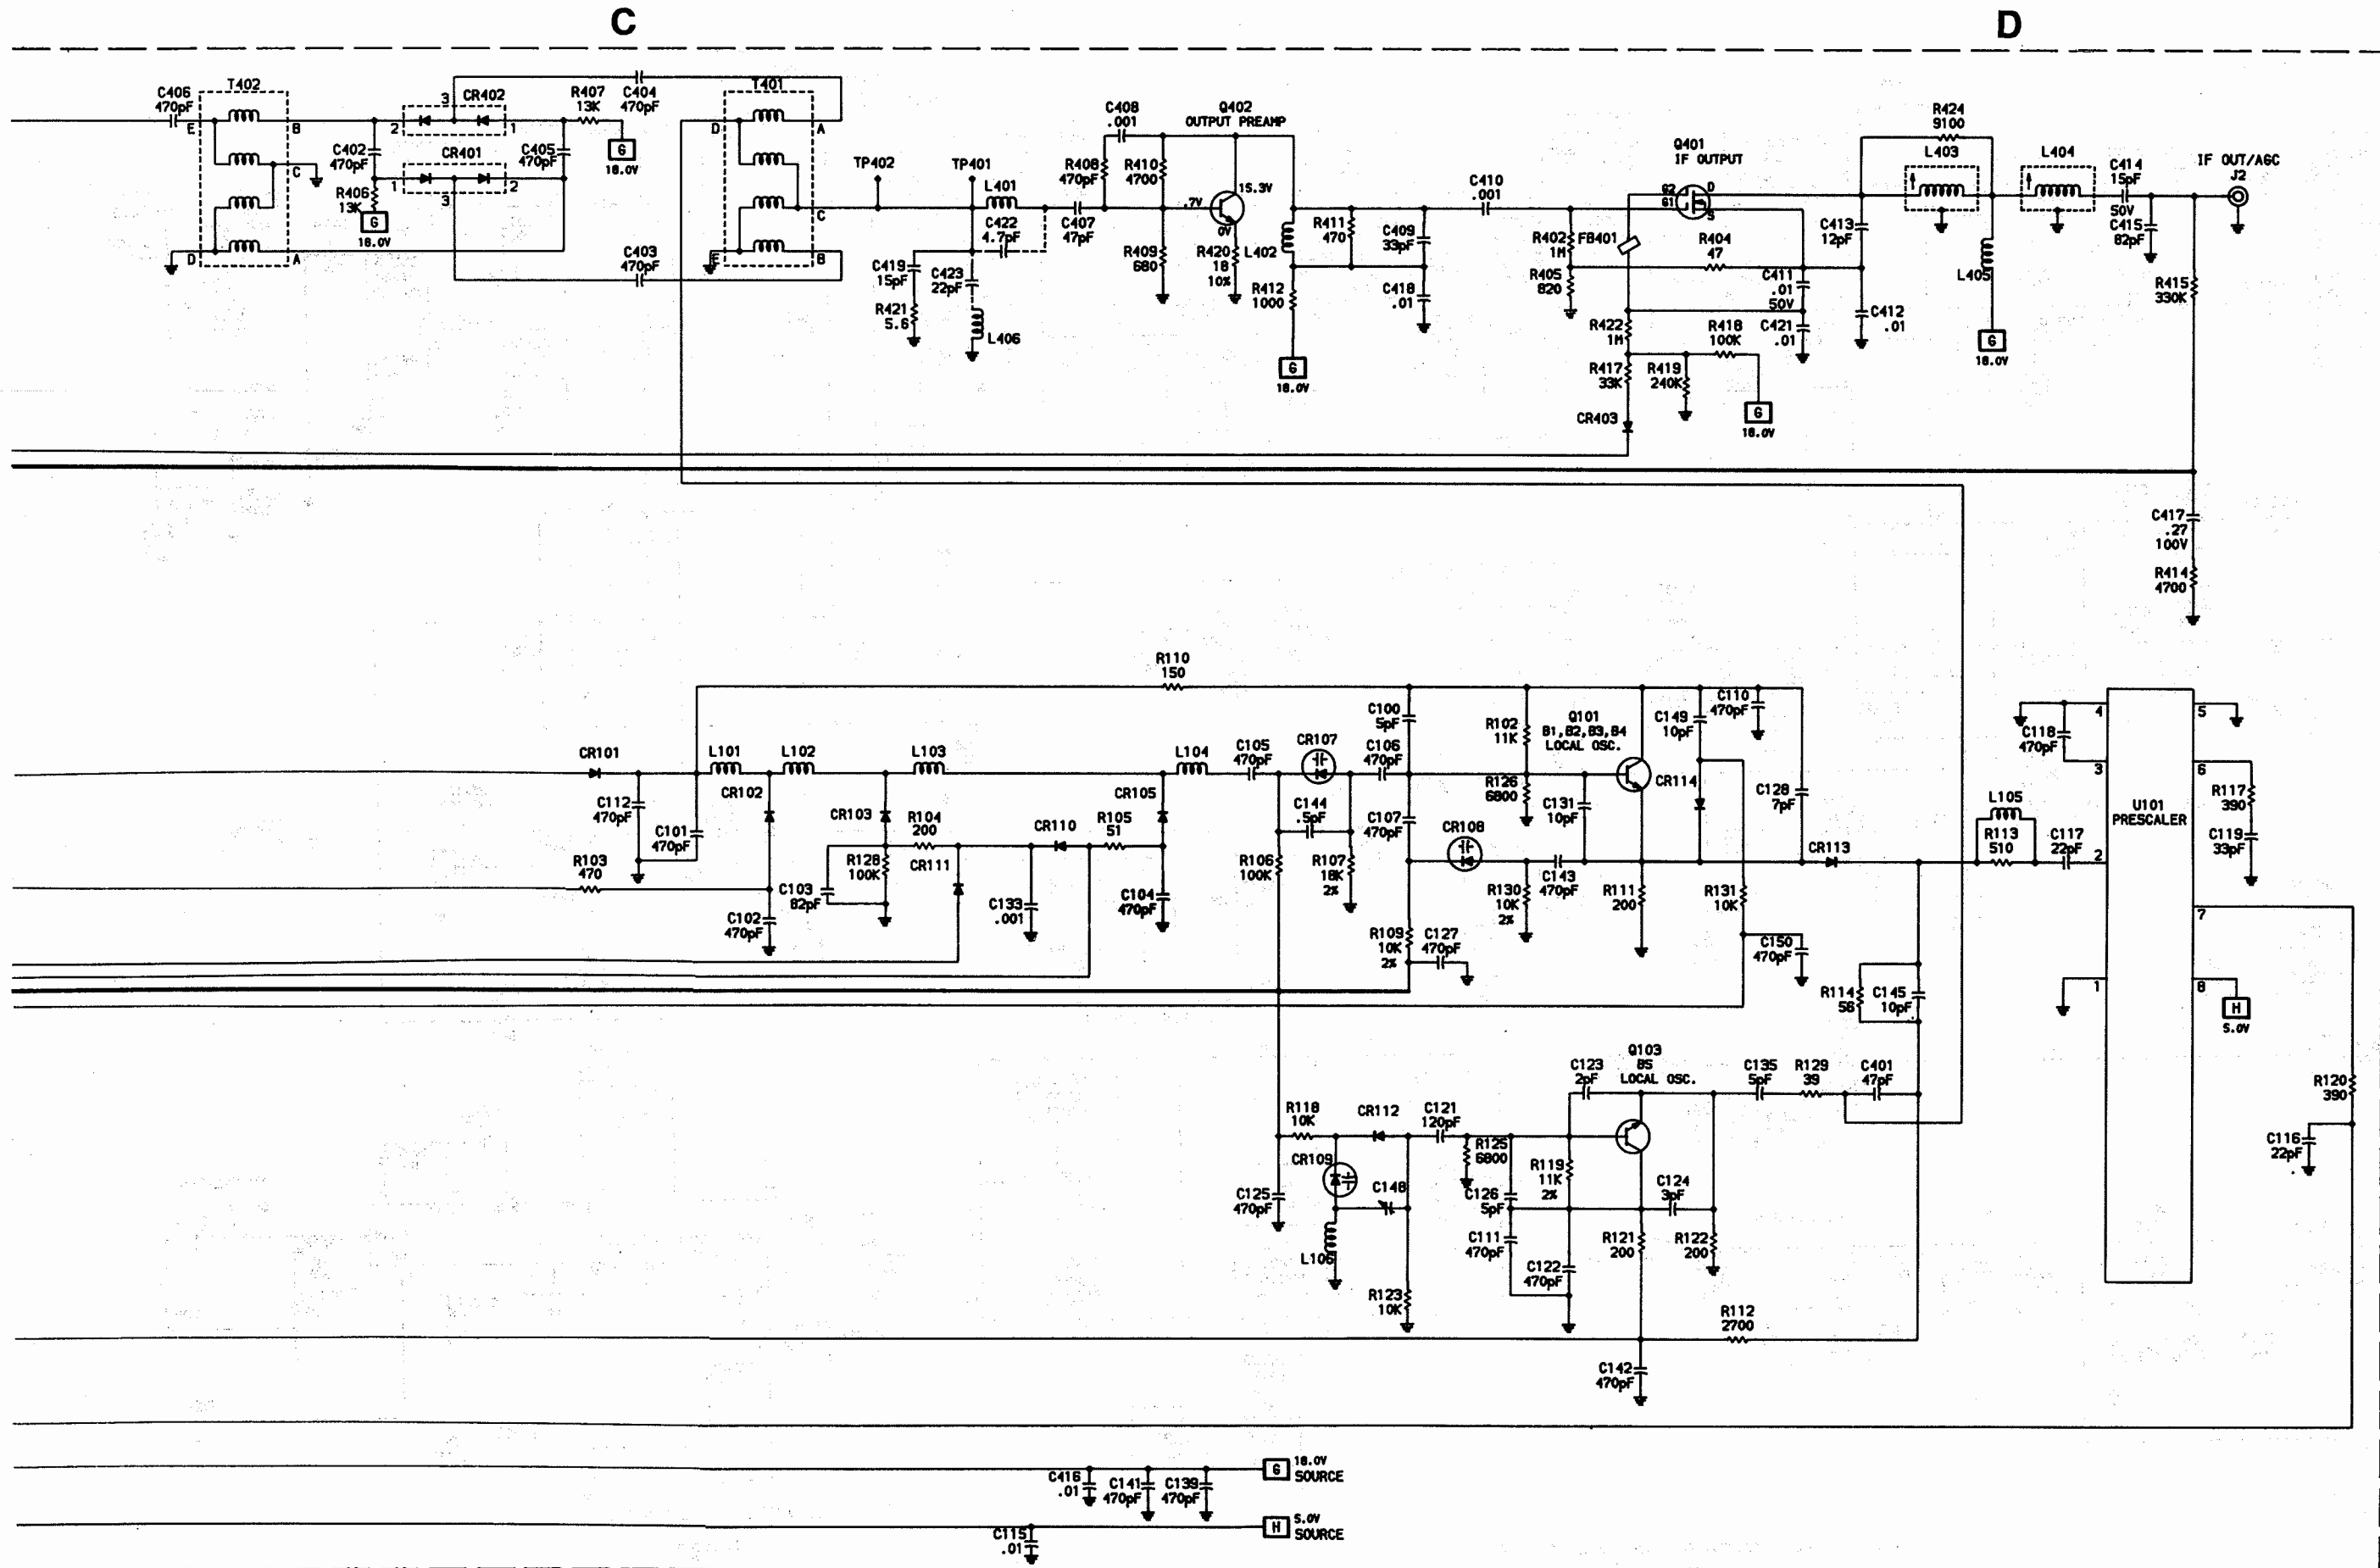 C
D
C406
470pF
T402
E
B
C
D
A
C402
470pF
R406
13K
G
18.0V
3
CR402
2
1
CR401
1
2
3
R407
13K
G
18.0V
C405
470pF
C404
470pF
C403
470pF
T401
D
A
C
E
B
TP402
TP401
L401
C422
4.7pF
C419
15pF
R421
5.6
C423
22pF
L406
C407
47pF
C408
.001
R408
470pF
R410
4700
R409
680
Q402
OUTPUT PREAMP
15.3V
.7V
0V
R420
18
10%
L402
R412
1000
G
18.0V
R411
470
C409
33pF
C418
.01
C410
.001
Q401
IF OUTPUT
G2
G1
D
S
R402
1M
FB401
R404
47
R405
820
C411
.01
50V
C421
.01
R422
1M
R418
100K
R417
33K
R419
240K
CR403
G
18.0V
C413
12pF
C412
.01
R424
9100
L403
L404
L405
G
18.0V
C414
15pF
50V
C415
82pF
IF OUT/AGC
J2
R415
330K
C417
.27
100V
R414
4700
R110
150
CR101
C112
470pF
C101
470pF
R103
470
L101
L102
L103
L104
CR102
C102
470pF
CR103
R104
200
R128
100K
C103
82pF
CR111
CR110
C133
.001
R105
51
CR105
C104
470pF
C105
470pF
CR107
C144
.5pF
R106
100K
R107
18K
2%
C106
470pF
C100
5pF
C107
470pF
CR108
R109
10K
2%
C127
470pF
R102
11K
R126
6800
C131
10pF
R130
10K
2%
C143
470pF
Q101
B1,B2,B3,B4
LOCAL OSC.
R111
200
C149
10pF
CR114
C110
470pF
C128
7pF
R131
10K
CR113
C150
470pF
R114
56
C145
10pF
L105
R113
510
C117
22pF
C118
470pF
4
3
2
1
U101
PRESCALER
5
6
7
8
R117
390
C119
33pF
H
5.0V
R120
390
C116
22pF
R118
10K
CR112
CR109
C148
L106
C125
470pF
C121
120pF
R125
6800
C126
5pF
C111
470pF
R119
11K
2%
C122
470pF
R123
10K
C123
2pF
Q103
B5
LOCAL OSC.
C124
3pF
R121
200
R122
200
C135
5pF
R129
39
C401
47pF
R112
2700
C142
470pF
C416
.01
C141
470pF
C139
470pF
G
18.0V
SOURCE
C115
.01
H
5.0V
SOURCE